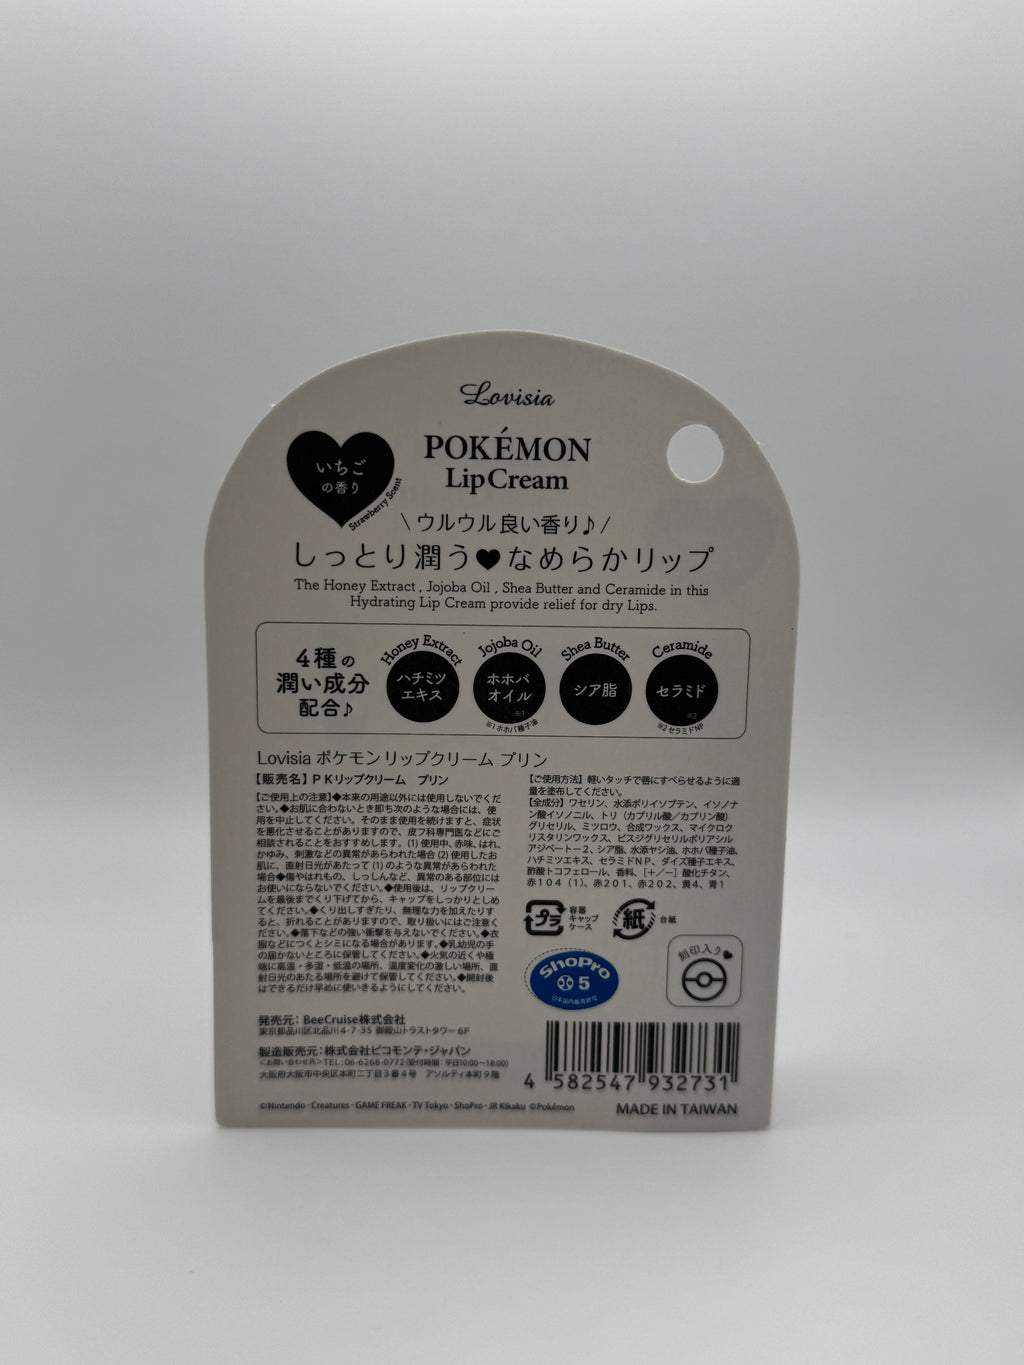 Lovisia
POKÉMON
Lip Cream
いちご
の香り
Strawberry Scent
\ ウルウル良い香り♪ /
しっとり潤う♥なめらかリップ
The Honey Extract , Jojoba Oil , Shea Butter and Ceramide in this
Hydrating Lip Cream provide relief for dry Lips.
4種の
潤い成分
配合♪
Honey Extract
ハチミツ
エキス
Jojoba Oil
ホホバ
オイル
※1
※1 ホホバ種子油
Shea Butter
シア脂
Ceramide
セラミド
※2
※2 セラミドNP
Lovisia ポケモン リップクリーム プリン
【販売名】PKリップクリーム プリン
【ご使用上の注意】◆本来の用途以外には使用しないでくだ
さい。◆お肌に合わないとき即ち次のような場合には、使
用を中止してください。そのまま使用を続けますと、症状
を悪化させることがありますので、皮フ科専門医などにご
相談されることをおすすめします。(1) 使用中、赤味、はれ、
かゆみ、刺激などの異常があらわれた場合 (2) 使用したお
肌に、直射日光があたって (1) のような異常があらわれた
場合◆傷やはれもの、しっしんなど、異常のある部位には
お使いにならないでください。◆使用後は、リップクリー
ムを最後までくり下げてから、キャップをしっかりとしめ
てください。◆くり出しすぎたり、無理な力を加えたりす
ると、折れることがありますので、取り扱いにはご注意く
ださい。◆落下などの強い衝撃を与えないでください。◆衣
服などにつくとシミになる場合があります。◆乳幼児の手
の届かないところに保管してください。◆火気の近くや極
端に高温・多湿・低温の場所、温度変化の激しい場所、直
射日光のあたる場所を避けて保管してください。◆開封後
はできるだけ早めに使いきるようにしてください。
【ご使用方法】軽いタッチで唇にすべらせるように適
量を塗布してください。
【全成分】ワセリン、水添ポリイソブテン、イソノナ
ン酸イソノニル、トリ（カプリル酸／カプリン酸）
グリセリル、ミツロウ、合成ワックス、マイクロク
リスタリンワックス、ビスジグリセリルポリアシル
アジペート－２、シア脂、水添ヤシ油、ホホバ種子油、
ハチミツエキス、セラミドNP、ダイズ種子エキス、
酢酸トコフェロール、香料、[＋／－] 酸化チタン、
赤104（1）、赤201、赤202、黄4、青1
プラ
容器
キャップ
ケース
紙
台紙
ShoPro
5
日本国内販売許可
刻印入り♥
発売元：BeeCruise株式会社
東京都品川区北品川4-7-35 御殿山トラストタワー6F
製造販売元：株式会社ピコモンテ・ジャパン
<お問い合わせ先>TEL：06-6268-0772（受付時間：平日10:00～18:00）
大阪府大阪市中央区本町二丁目3番4号 アソルティ本町9階
4 582547 932731
©Nintendo · Creatures · GAME FREAK · TV Tokyo · ShoPro · JR Kikaku ©Pokémon
MADE IN TAIWAN